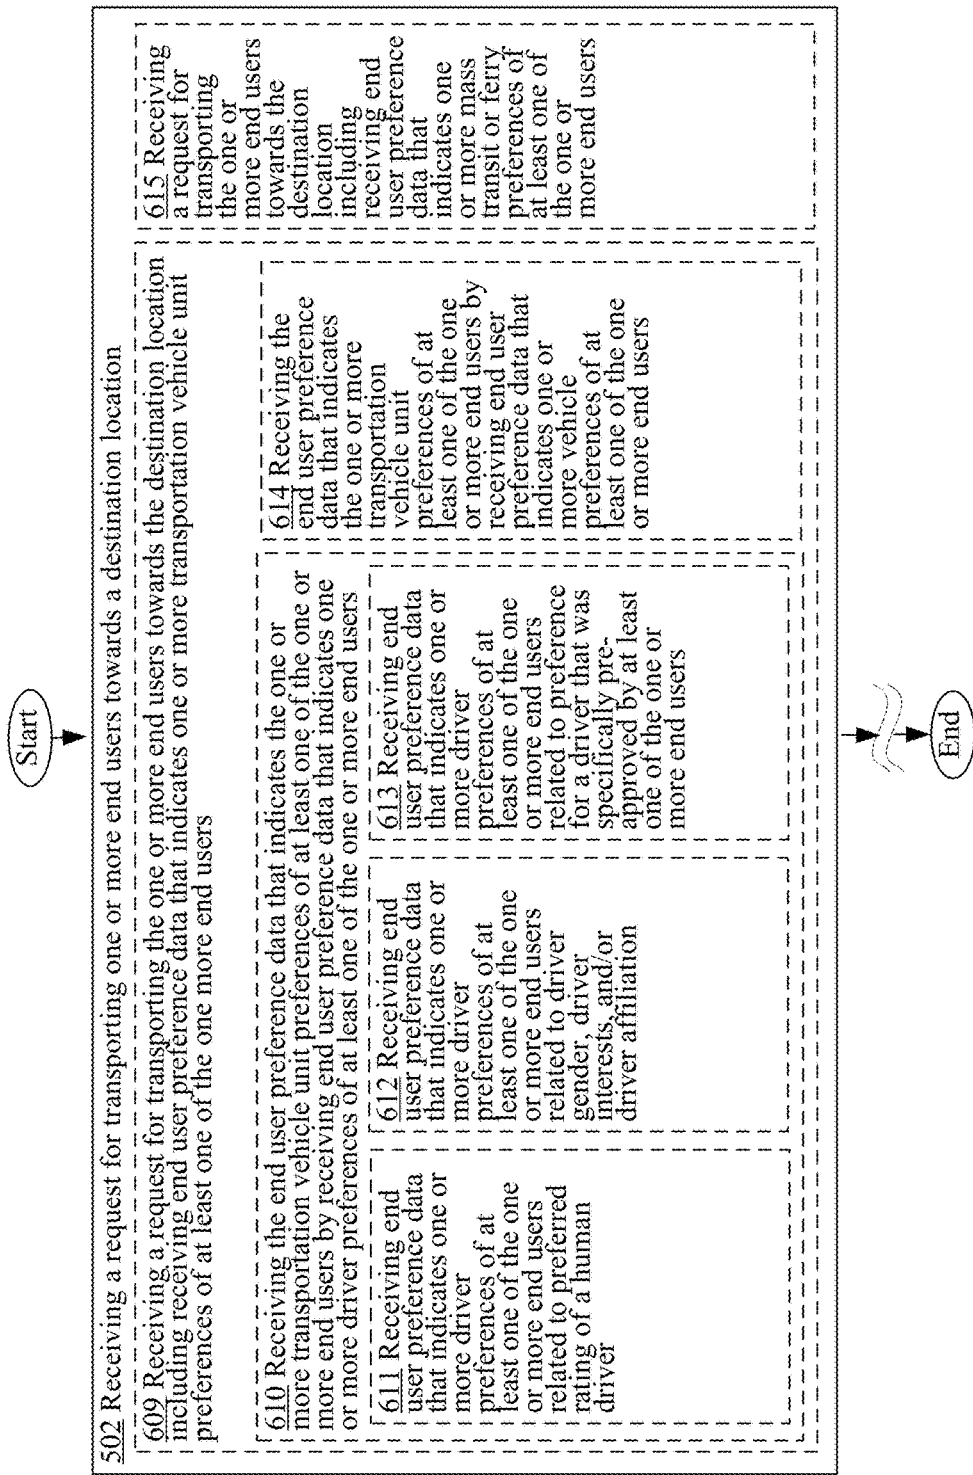 Start
502 Receiving a request for transporting one or more end users towards a destination location
609 Receiving a request for transporting the one or more end users towards the destination location
including receiving end user preference data that indicates one or more transportation vehicle unit
preferences of at least one of the one more end users
610 Receiving the end user preference data that indicates the one or
more transportation vehicle unit preferences of at least one of the one or
more end users by receiving end user preference data that indicates one
or more driver preferences of at least one of the one or more end users
611 Receiving end
user preference data
that indicates one or
more driver
preferences of at
least one of the one
or more end users
related to preferred
rating of a human
driver
612 Receiving end
user preference data
that indicates one or
more driver
preferences of at
least one of the one
or more end users
related to driver
gender, driver
interests, and/or
driver affiliation
613 Receiving end
user preference data
that indicates one or
more driver
preferences of at
least one of the one
or more end users
related to preference
for a driver that was
specifically pre-
approved by at least
one of the one or
more end users
614 Receiving the
end user preference
data that indicates
the one or more
transportation
vehicle unit
preferences of at
least one of the one
or more end users by
receiving end user
preference data that
indicates one or
more vehicle
preferences of at
least one of the one
or more end users
615 Receiving
a request for
transporting
the one or
more end users
towards the
destination
location
including
receiving end
user preference
data that
indicates one
or more mass
transit or ferry
preferences of
at least one of
the one or
more end users
End